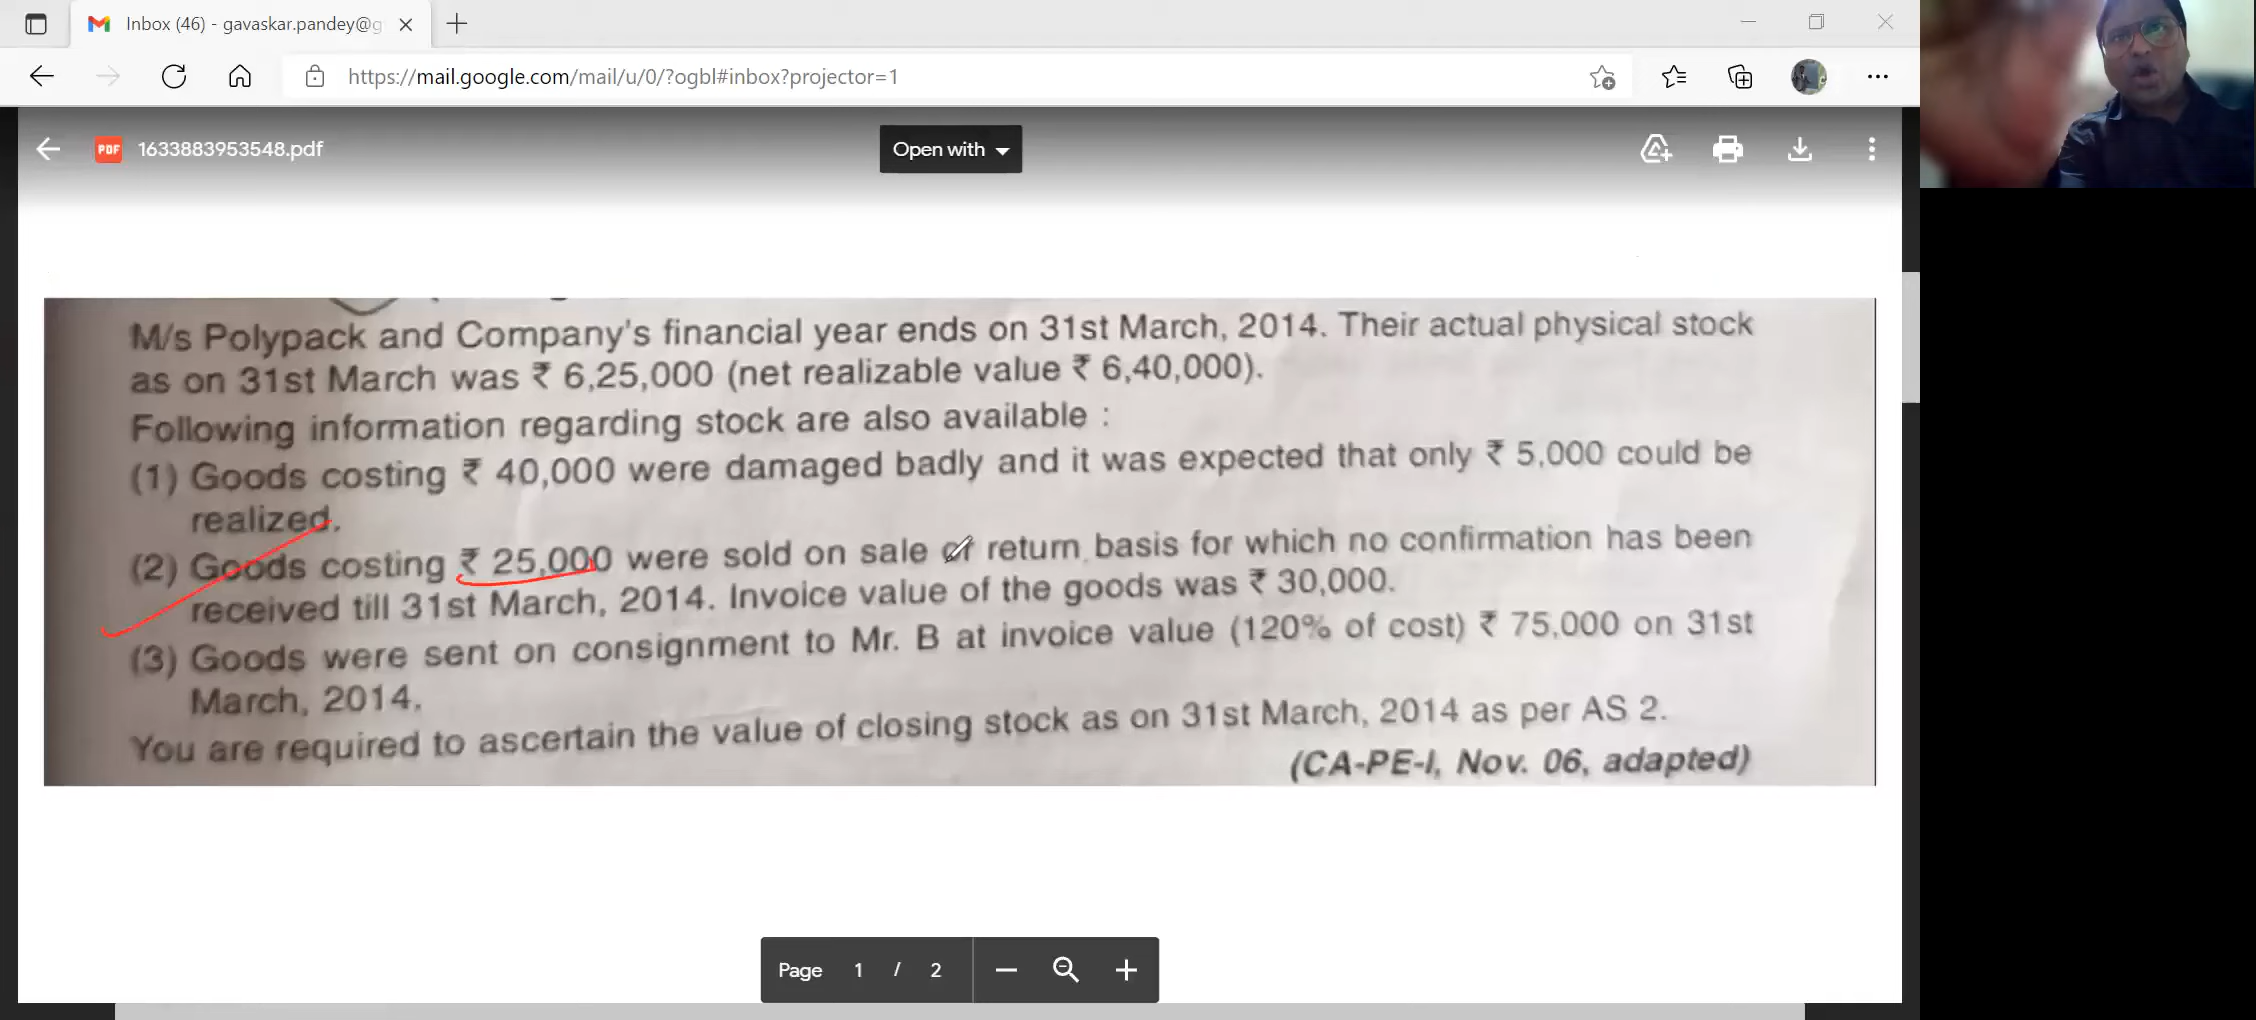 Inbox (46) - gavaskar.pandey@g
https://mail.google.com/mail/u/0/?ogbl#inbox?projector=1
PDF 1633883953548.pdf
Open with
M/s Polypack and Company's financial year ends on 31st March, 2014. Their actual physical stock
as on 31st March was ₹ 6,25,000 (net realizable value ₹ 6,40,000).
Following information regarding stock are also available :
(1) Goods costing ₹ 40,000 were damaged badly and it was expected that only ₹ 5,000 could be
realized.
(2) Goods costing ₹ 25,000 were sold on sale or return basis for which no confirmation has been
received till 31st March, 2014. Invoice value of the goods was ₹ 30,000.
(3) Goods were sent on consignment to Mr. B at invoice value (120% of cost) ₹ 75,000 on 31st
March, 2014.
You are required to ascertain the value of closing stock as on 31st March, 2014 as per AS 2.
(CA-PE-I, Nov. 06, adapted)
Page 1 / 2